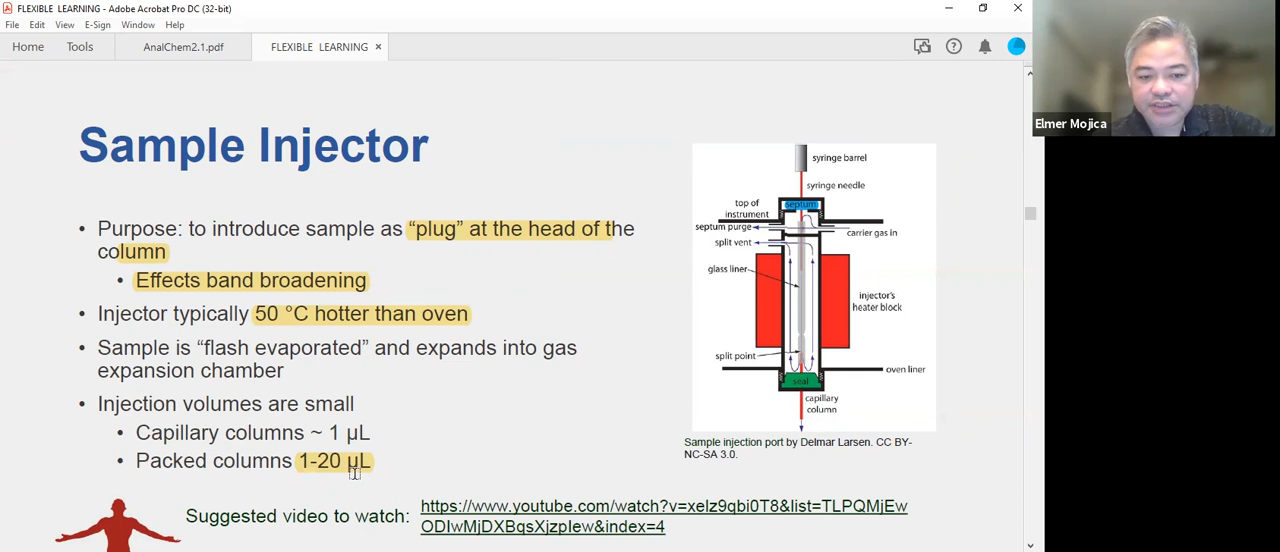 FLEXIBLE LEARNING - Adobe Acrobat Pro DC (32-bit)
File Edit View E-Sign Window Help
Home Tools AnalChem2.1.pdf FLEXIBLE LEARNING ×
Elmer Mojica
Sample Injector
• Purpose: to introduce sample as “plug” at the head of the
column
• Effects band broadening
• Injector typically 50 °C hotter than oven
• Sample is “flash evaporated” and expands into gas
expansion chamber
• Injection volumes are small
• Capillary columns ~ 1 µL
• Packed columns 1-20 µL
syringe barrel
syringe needle
top of
instrument
septum
septum purge
carrier gas in
split vent
glass liner
injector's
heater block
split point
oven liner
seal
capillary
column
Sample injection port by Delmar Larsen. CC BY-
NC-SA 3.0.
Suggested video to watch:
https://www.youtube.com/watch?v=xelz9qbi0T8&list=TLPQMjEw
ODIwMjDXBqsXjzpIew&index=4